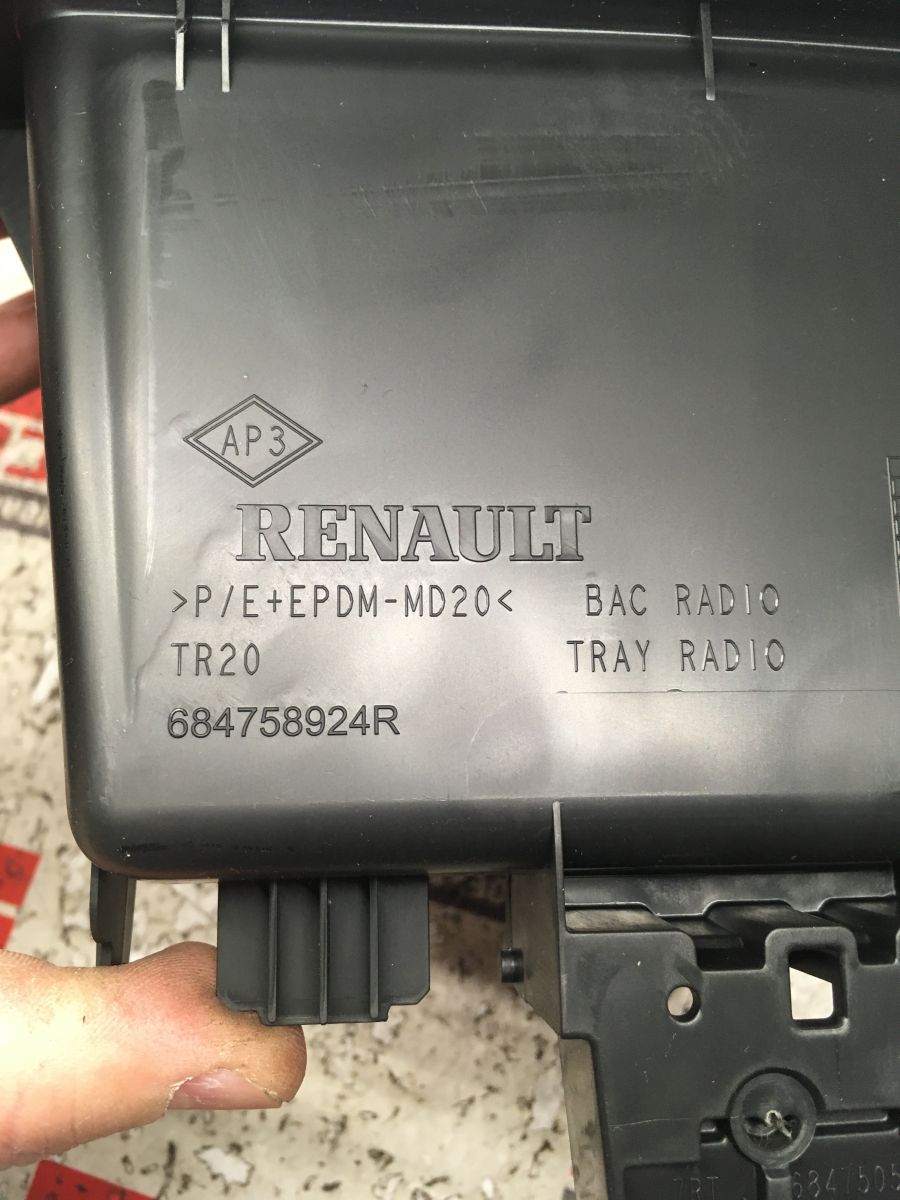 AP3
RENAULT
>P/E+EPDM-MD20< BAC RADIO
TR20 TRAY RADIO
684758924R